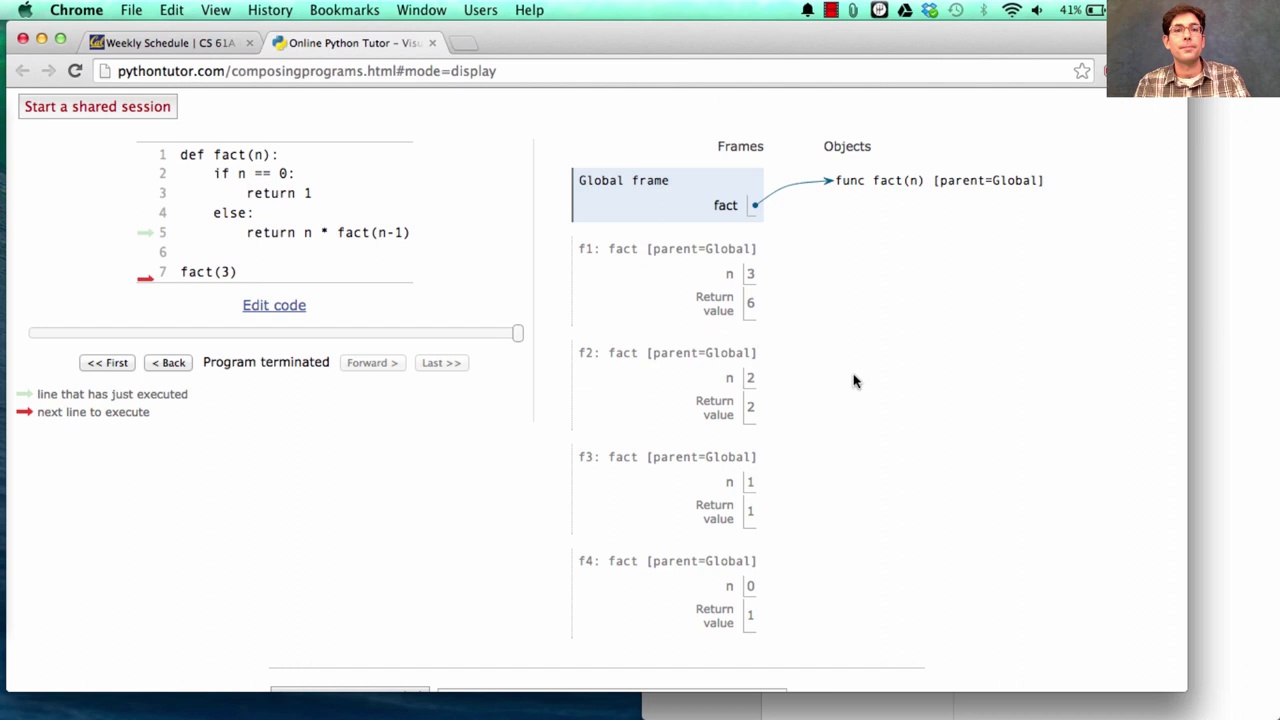 Chrome File Edit View History Bookmarks Window Users Help 41%
Weekly Schedule | CS 61A × Online Python Tutor - Visu ×
pythontutor.com/composingprograms.html#mode=display
Start a shared session
1 def fact(n):
2 if n == 0:
3 return 1
4 else:
5 return n * fact(n-1)
6
7 fact(3)
Edit code
<< First < Back Program terminated Forward > Last >>
line that has just executed
next line to execute
Frames Objects
Global frame func fact(n) [parent=Global]
fact
f1: fact [parent=Global]
n 3
Return
value 6
f2: fact [parent=Global]
n 2
Return
value 2
f3: fact [parent=Global]
n 1
Return
value 1
f4: fact [parent=Global]
n 0
Return
value 1